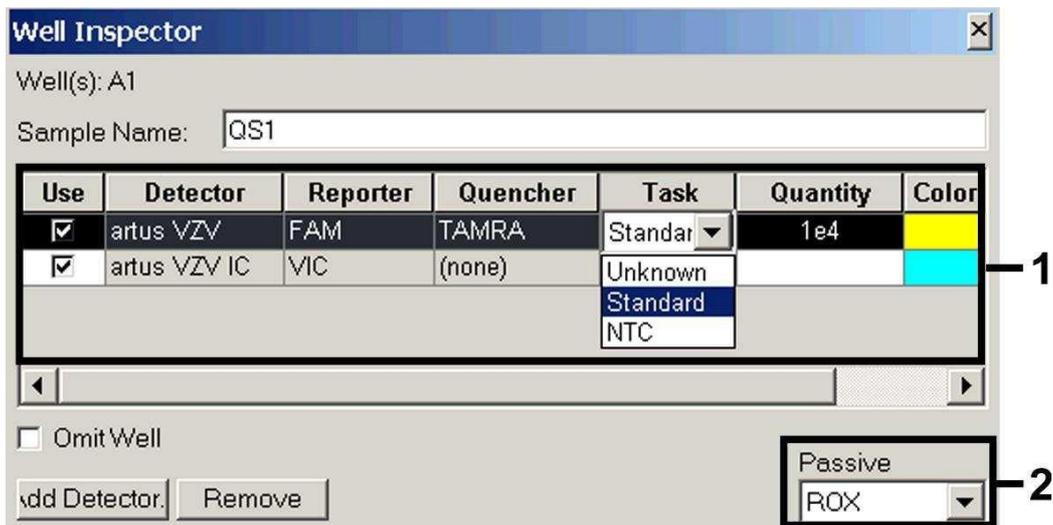 Well Inspector
Well(s): A1
Sample Name: QS1
Use Detector Reporter Quencher Task Quantity Color
artus VZV FAM TAMRA Standar 1e4
artus VZV IC VIC (none) Unknown
Standard
NTC
1
Omit Well
Passive
Add Detector. Remove ROX
2